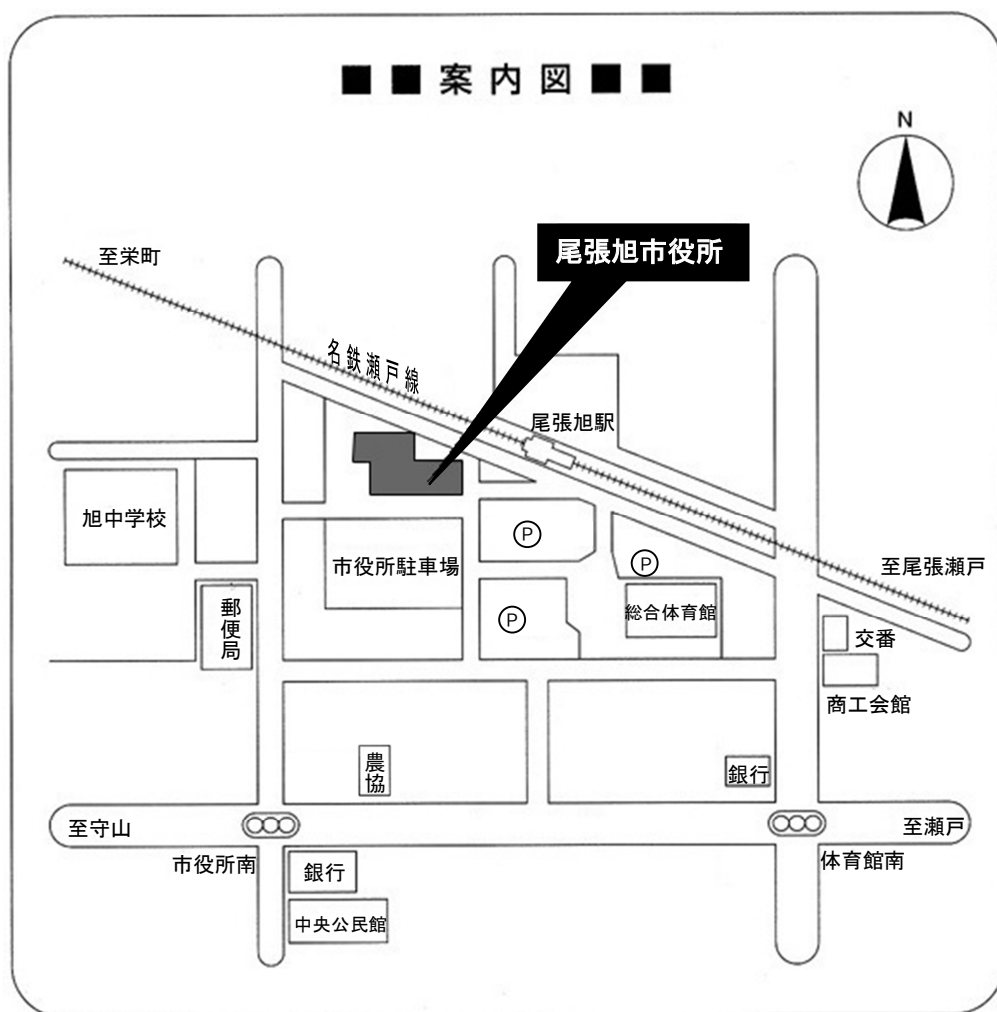 ■■案内図■■
N
尾張旭市役所
至栄町
名鉄瀬戸線
尾張旭駅
旭中学校
市役所駐車場
P
P
至尾張瀬戸
郵便局
P
総合体育館
交番
商工会館
農協
銀行
至守山
至瀬戸
市役所南
銀行
体育館南
中央公民館